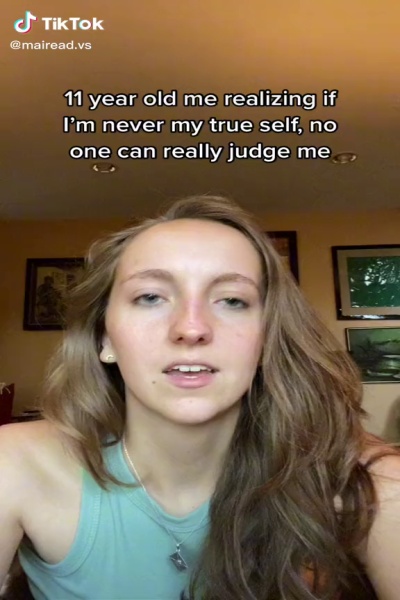 TikTok
@mairead.vs
11 year old me realizing if
I'm never my true self, no
one can really judge me